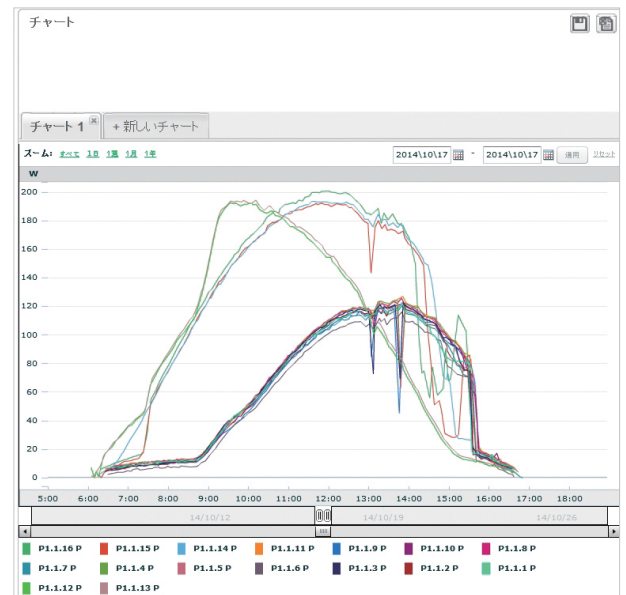 チャート
チャート 1 + 新しいチャート
ズーム: すべて 1日 1週 1月 1年 2014\10\17 - 2014\10\17 適用 リセット
W
200
180
160
140
120
100
80
60
40
20
0
5:00 6:00 7:00 8:00 9:00 10:00 11:00 12:00 13:00 14:00 15:00 16:00 17:00 18:00
14/10/12 14/10/19 14/10/26
P1.1.16 P P1.1.15 P P1.1.14 P P1.1.11 P P1.1.9 P P1.1.10 P P1.1.8 P
P1.1.7 P P1.1.4 P P1.1.5 P P1.1.6 P P1.1.3 P P1.1.2 P P1.1.1 P
P1.1.12 P P1.1.13 P